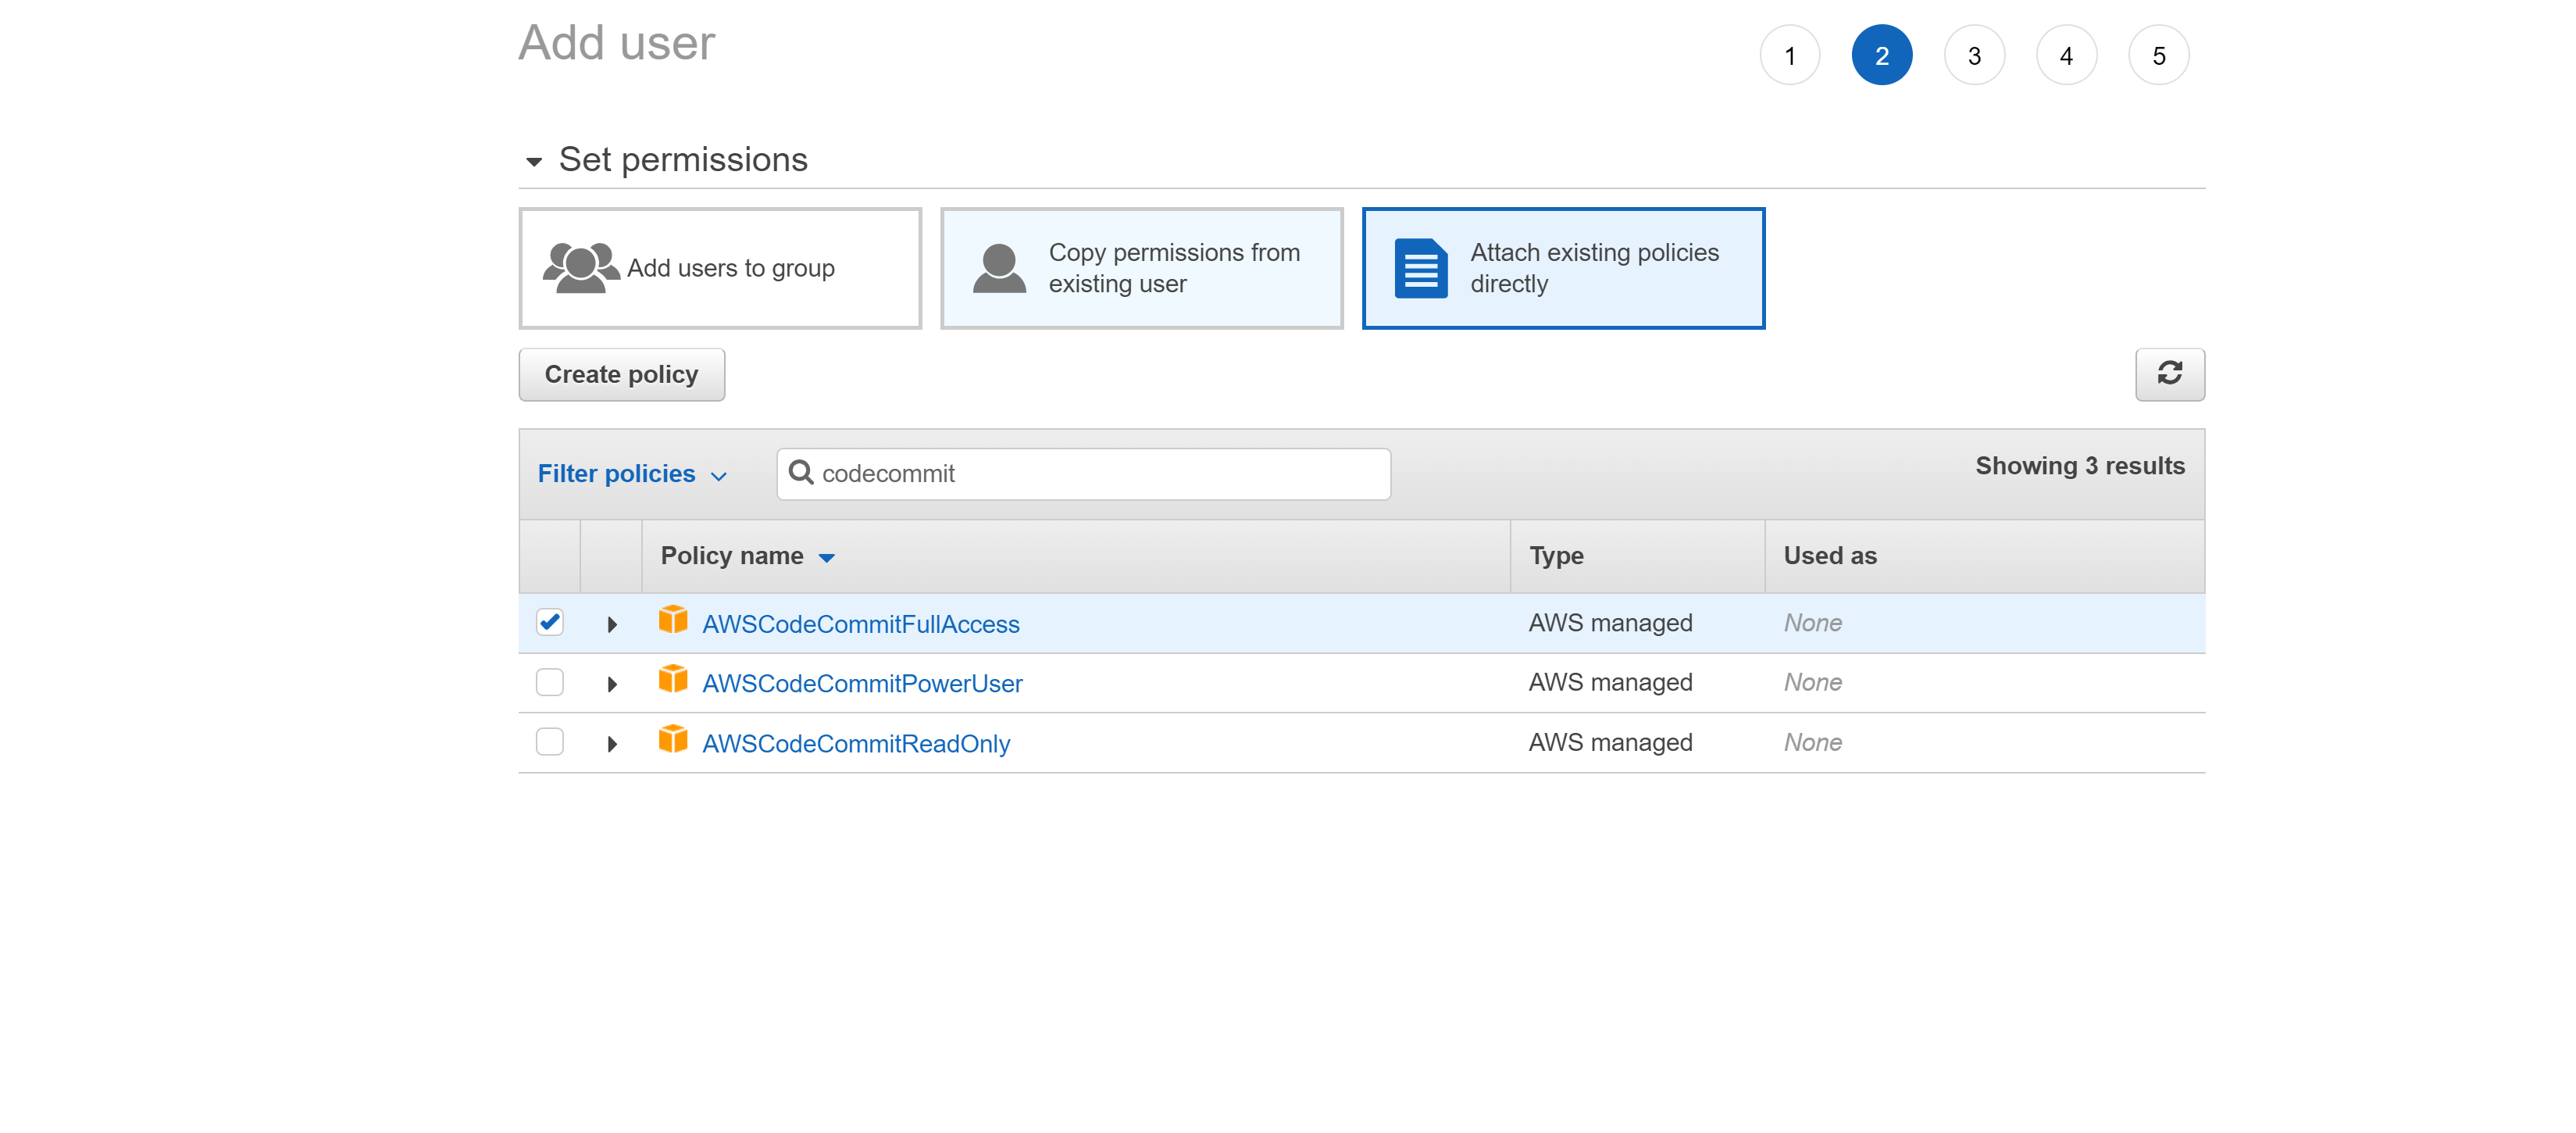 Add user
1 2 3 4 5
Set permissions
Add users to group
Copy permissions from
existing user
Attach existing policies
directly
Create policy
Filter policies
codecommit
Showing 3 results
Policy name Type Used as
AWSCodeCommitFullAccess AWS managed None
AWSCodeCommitPowerUser AWS managed None
AWSCodeCommitReadOnly AWS managed None